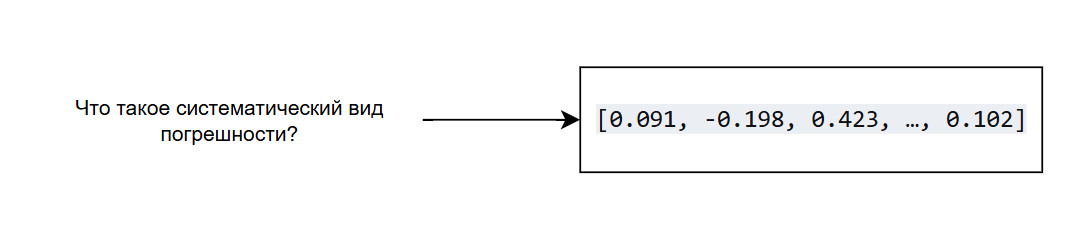 Что такое систематический вид
погрешности?
[0.091, -0.198, 0.423, …, 0.102]